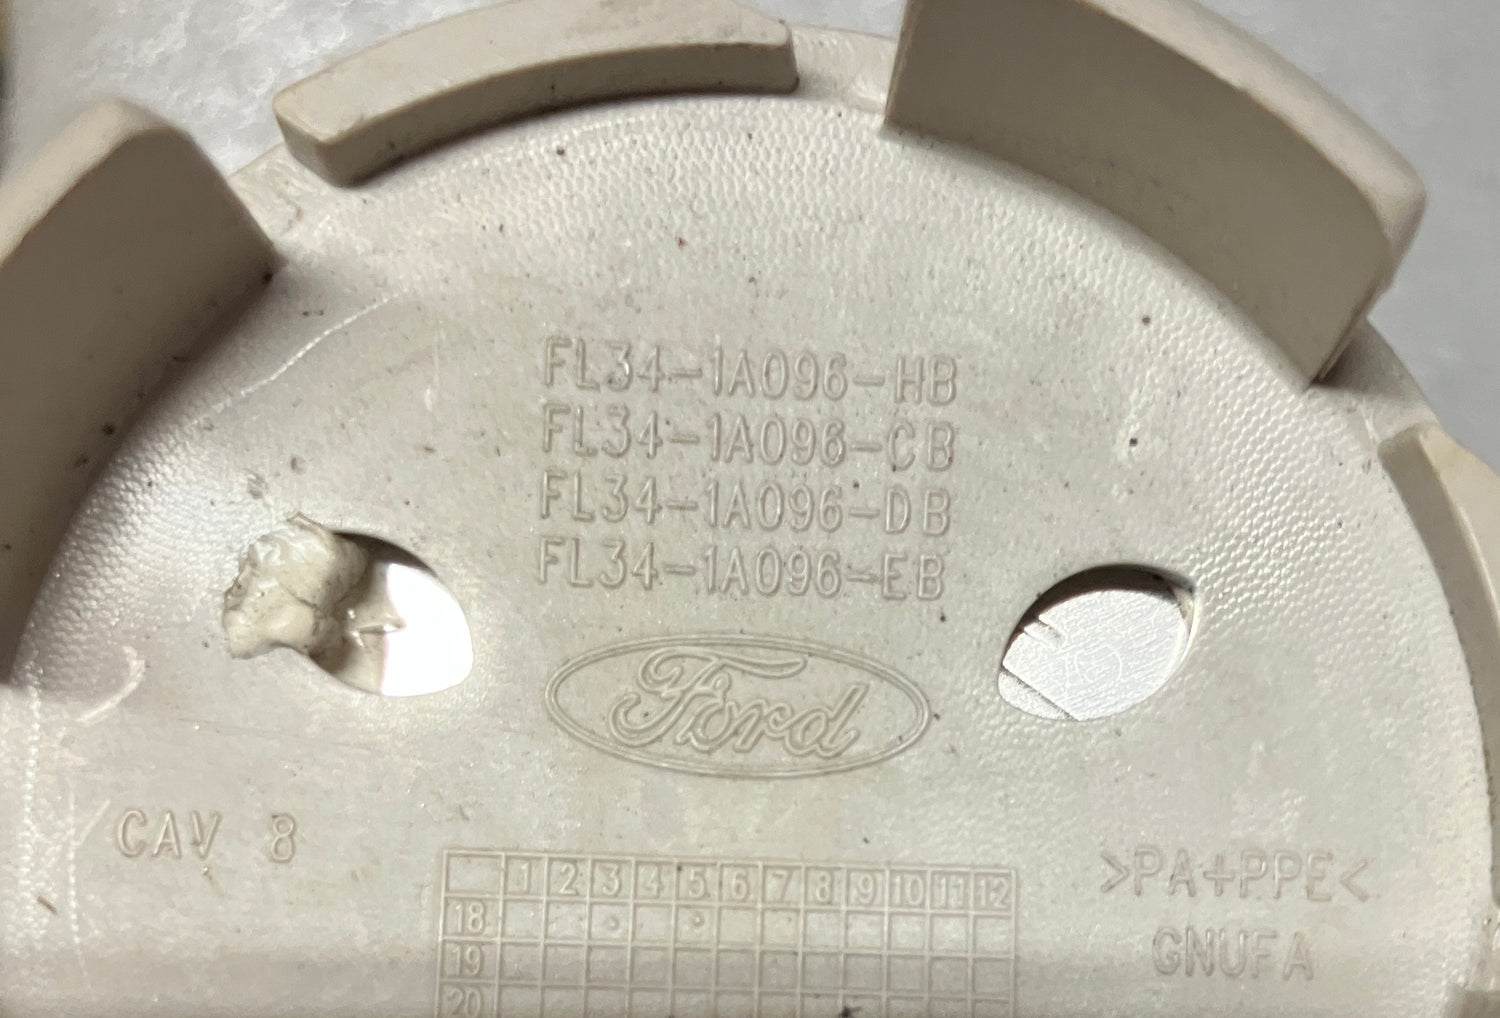 FL34-1A096-HB
FL34-1A096-CB
FL34-1A096-DB
FL34-1A096-EB
Ford
CAV 8
>PA+PPE<
GNUFA
1 2 3 4 5 6 7 8 9 10 11 12
18
19
20